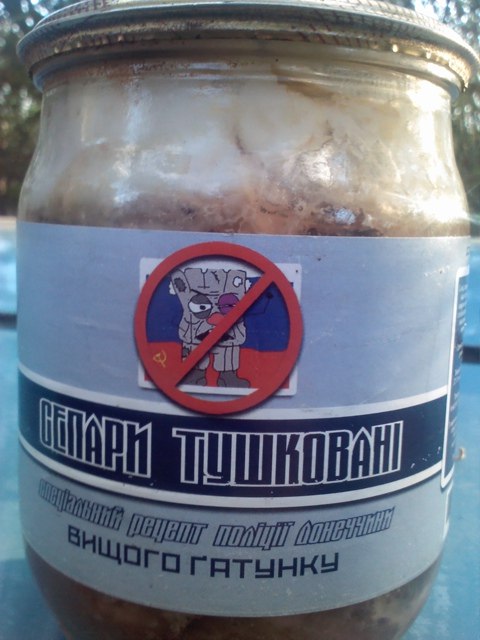 СЕПАРИ ТУШКОВАНІ
спеціальний рецепт поліції донеччини
ВИЩОГО ГАТУНКУ